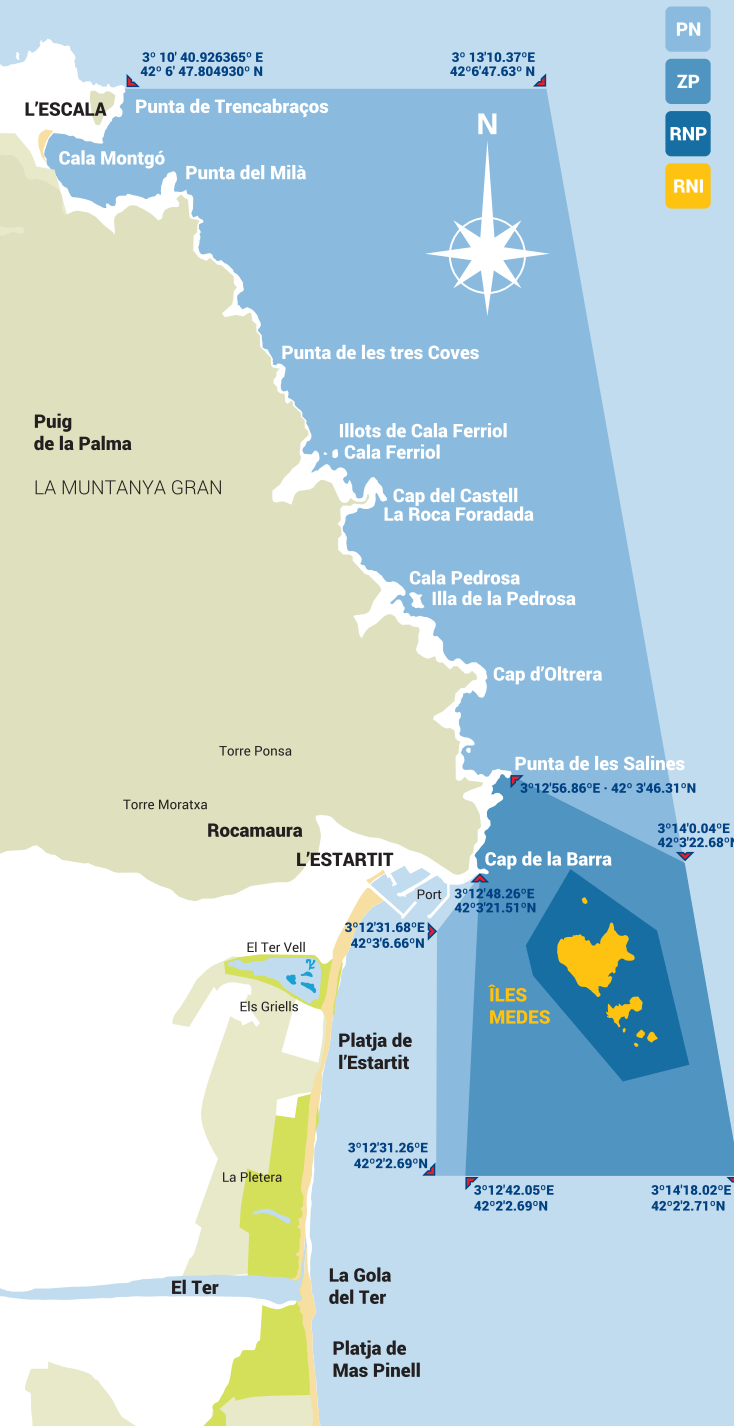 PN
ZP
RNP
RNI
3º 10' 40.926365º E
42º 6' 47.804930º N
3º 13'10.37ºE
42º6'47.63º N
L'ESCALA
Punta de Trencabraços
N
Cala Montgó
Punta del Milà
Punta de les tres Coves
Puig
de la Palma
Illots de Cala Ferriol
Cala Ferriol
LA MUNTANYA GRAN
Cap del Castell
La Roca Foradada
Cala Pedrosa
Illa de la Pedrosa
Cap d'Oltrera
Torre Ponsa
Punta de les Salines
3º12'56.86ºE · 42º 3'46.31ºN
Torre Moratxa
Rocamaura
3º14'0.04ºE
42º3'22.68ºN
L'ESTARTIT
Cap de la Barra
Port
3º12'48.26ºE
42º3'21.51ºN
3º12'31.68ºE
42º3'6.66ºN
El Ter Vell
Els Griells
ÎLES
MEDES
Platja de
l'Estartit
3º12'31.26ºE
42º2'2.69ºN
La Pletera
3º12'42.05ºE
42º2'2.69ºN
3º14'18.02ºE
42º2'2.71ºN
El Ter
La Gola
del Ter
Platja de
Mas Pinell